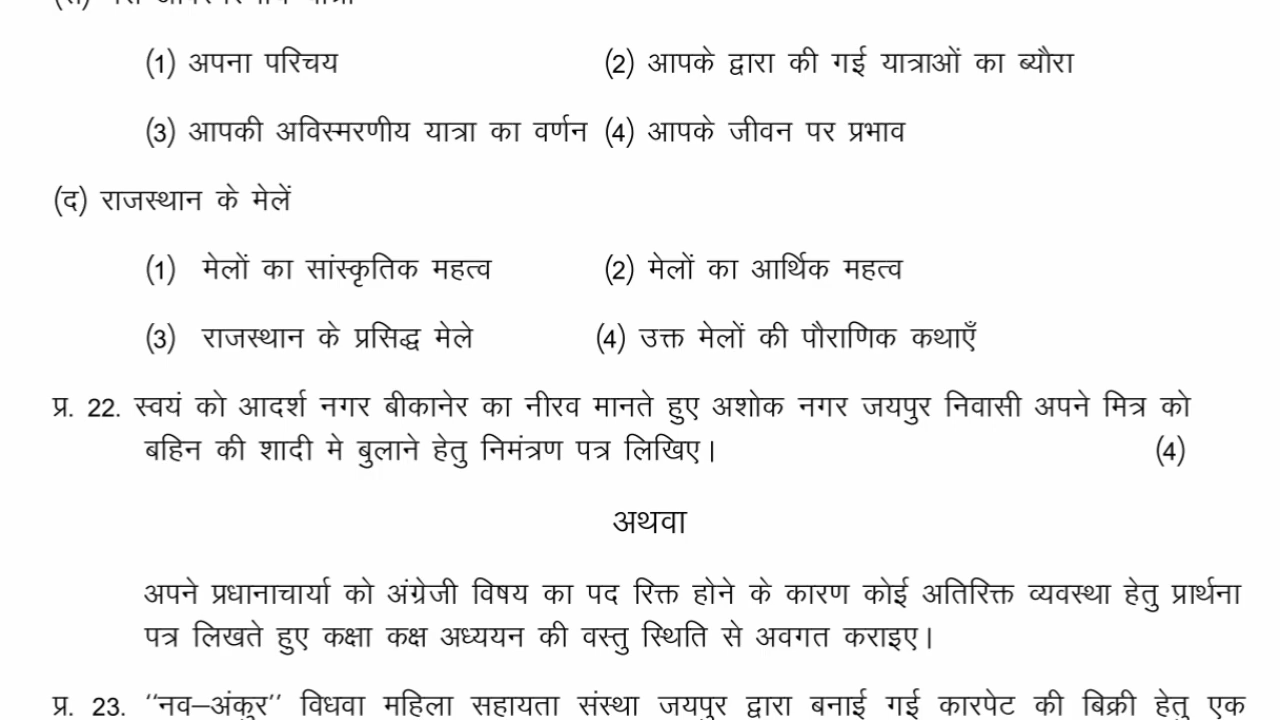 (1) अपना परिचय (2) आपके द्वारा की गई यात्राओं का ब्यौरा
(3) आपकी अविस्मरणीय यात्रा का वर्णन (4) आपके जीवन पर प्रभाव
(द) राजस्थान के मेलें
(1) मेलों का सांस्कृतिक महत्व (2) मेलों का आर्थिक महत्व
(3) राजस्थान के प्रसिद्ध मेले (4) उक्त मेलों की पौराणिक कथाएँ
प्र. 22. स्वयं को आदर्श नगर बीकानेर का नीरव मानते हुए अशोक नगर जयपुर निवासी अपने मित्र को
बहिन की शादी मे बुलाने हेतु निमंत्रण पत्र लिखिए। (4)
अथवा
अपने प्रधानाचार्या को अंग्रेजी विषय का पद रिक्त होने के कारण कोई अतिरिक्त व्यवस्था हेतु प्रार्थना
पत्र लिखते हुए कक्षा कक्ष अध्ययन की वस्तु स्थिति से अवगत कराइए।
प्र. 23. ''नव–अंकुर'' विधवा महिला सहायता संस्था जयपुर द्वारा बनाई गई कारपेट की बिक्री हेतु एक